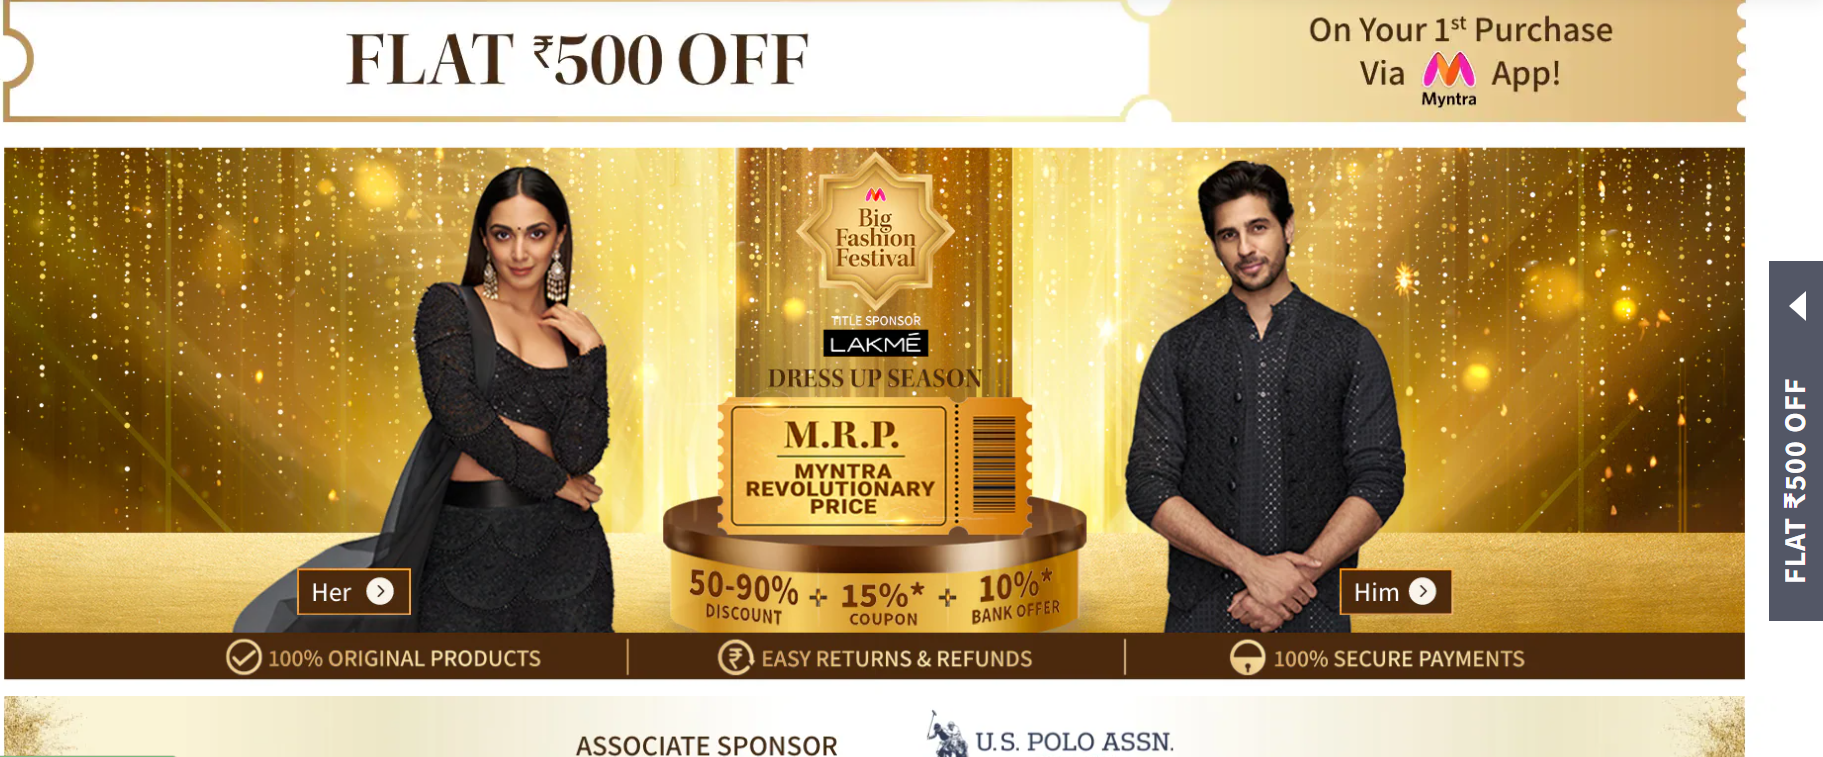 FLAT ₹500 OFF
On Your 1st Purchase
Via Myntra App!
Big
Fashion
Festival
TITLE SPONSOR
LAKMÉ
DRESS UP SEASON
M.R.P.
MYNTRA
REVOLUTIONARY
PRICE
50-90% + 15%* + 10%*
DISCOUNT COUPON BANK OFFER
Her
Him
100% ORIGINAL PRODUCTS
EASY RETURNS & REFUNDS
100% SECURE PAYMENTS
ASSOCIATE SPONSOR
U.S. POLO ASSN.
FLAT ₹500 OFF